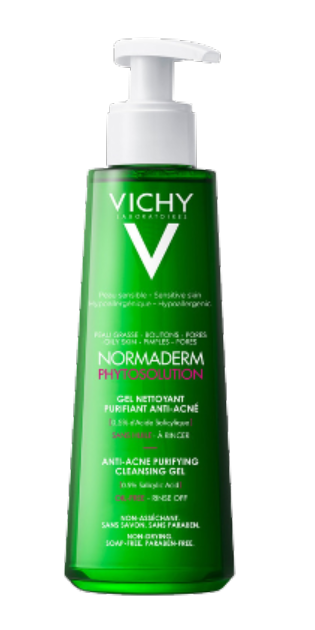 VICHY
LABORATOIRES
V
Peau sensible - Sensitive skin
Hypoallergénique - Hypoallergenic
PEAU GRASSE - BOUTONS - PORES
OILY SKIN - PIMPLES - PORES
NORMADERM
PHYTOSOLUTION
GEL NETTOYANT
PURIFIANT ANTI-ACNÉ
[0.5% d'Acide Salicylique]
SANS HUILE - À RINCER
ANTI-ACNE PURIFYING
CLEANSING GEL
[0.5% Salicylic Acid]
OIL-FREE - RINSE OFF
NON-ASSÉCHANT.
SANS SAVON. SANS PARABEN.
NON-DRYING.
SOAP-FREE. PARABEN-FREE.